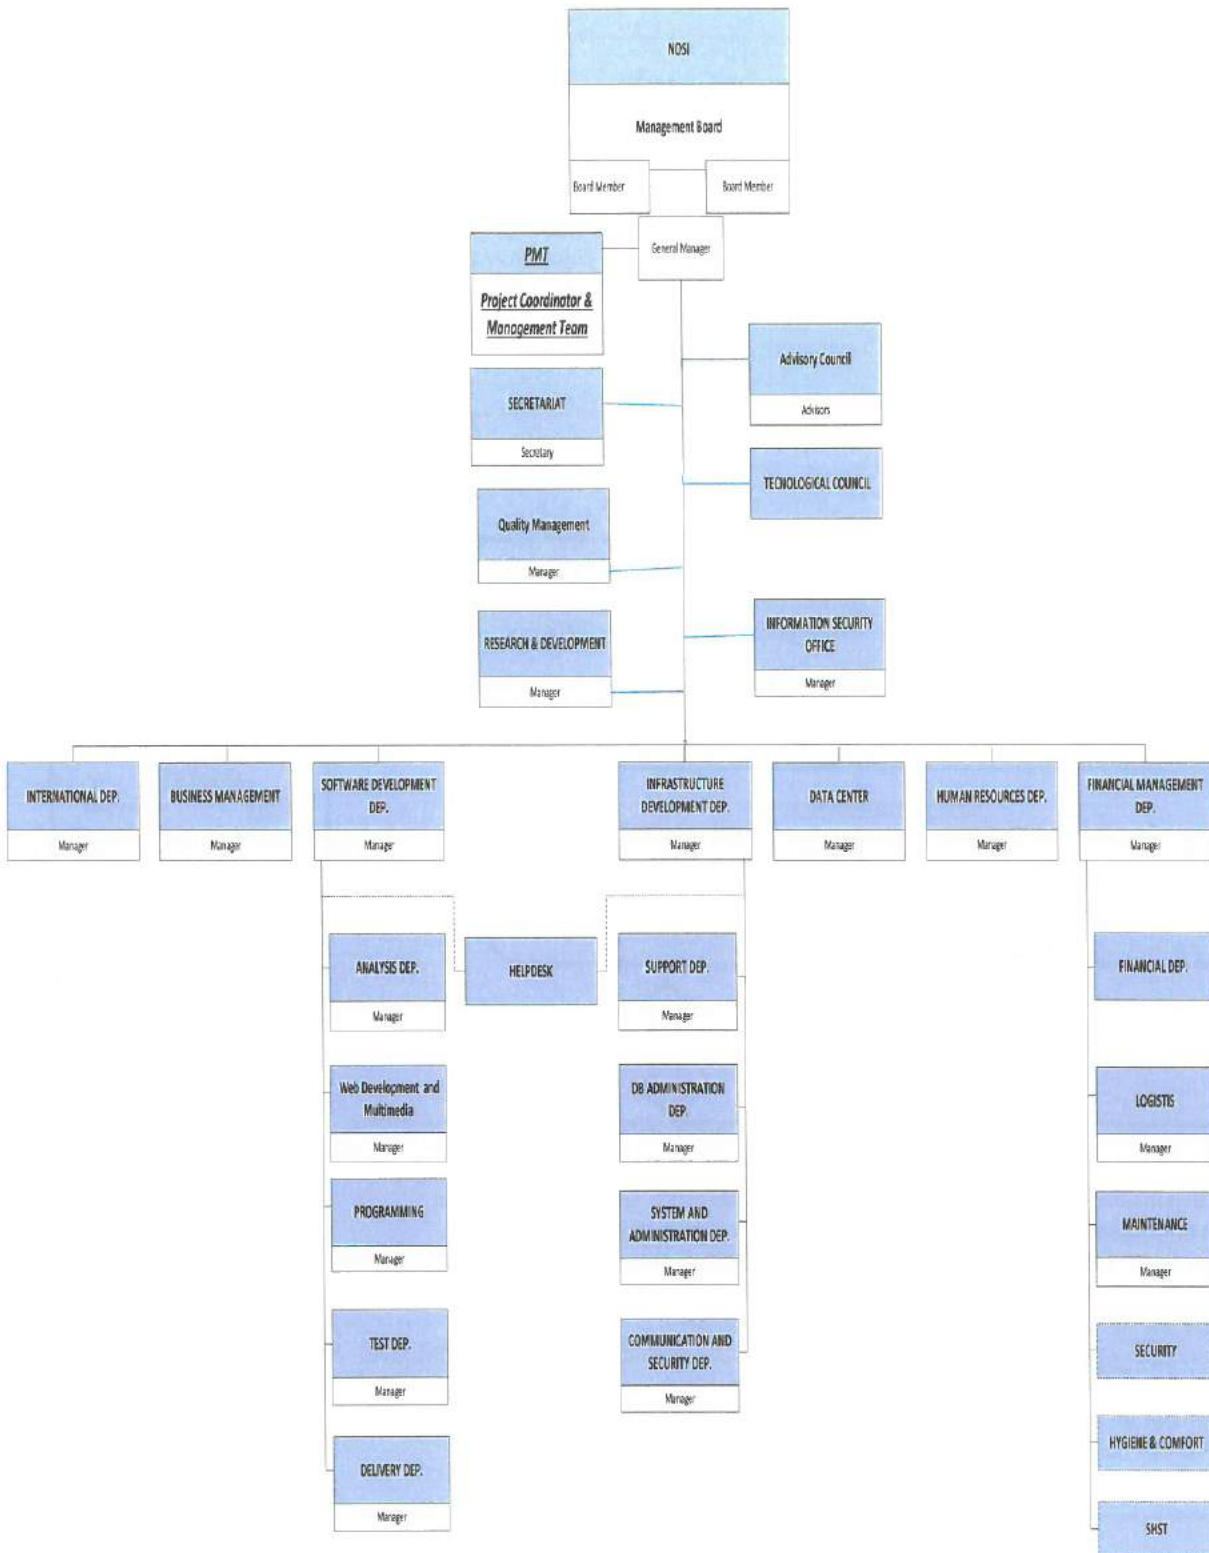 NOSI
Management Board
Board Member
Board Member
General Manager
PMT
Project Coordinator &
Management Team
Advisory Council
Advisors
SECRETARIAT
Secretary
TECNOLOGICAL COUNCIL
Quality Management
Manager
INFORMATION SECURITY
OFFICE
Manager
RESEARCH & DEVELOPMENT
Manager
INTERNATIONAL DEP.
Manager
BUSINESS MANAGEMENT
Manager
SOFTWARE DEVELOPMENT
DEP.
Manager
INFRASTRUCTURE
DEVELOPMENT DEP.
Manager
DATA CENTER
Manager
HUMAN RESOURCES DEP.
Manager
FINANCIAL MANAGEMENT
DEP.
Manager
ANALYSIS DEP.
Manager
HELPDESK
SUPPORT DEP.
Manager
FINANCIAL DEP.
Web Development and
Multimedia
Manager
DB ADMINISTRATION
DEP.
Manager
LOGISTIS
Manager
PROGRAMMING
Manager
SYSTEM AND
ADMINISTRATION DEP.
Manager
MAINTENANCE
Manager
TEST DEP.
Manager
COMMUNICATION AND
SECURITY DEP.
Manager
SECURITY
DELIVERY DEP.
Manager
HYGIENE & COMFORT
SHST